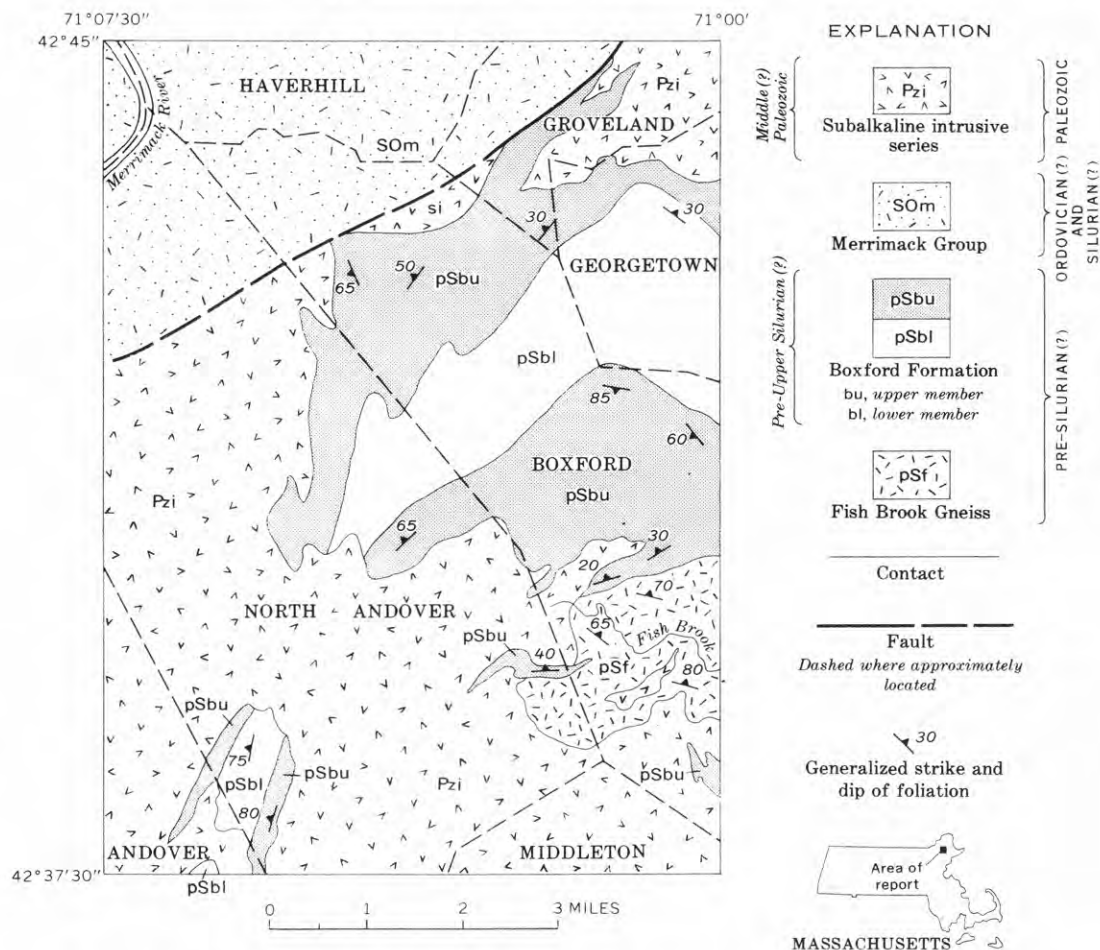 71°07'30"
71°00'
42°45'
HAVERHILL
Merrimack River
SOm
Pzi
GROVELAND
si
30
30
GEORGETOWN
65
50
pSbu
pSbl
85
60
BOXFORD
pSbu
Pzi
65
30
20
70
NORTH ANDOVER
65
Fish Brook
pSbu
40
pSf
80
pSbu
75
pSbl
pSbu
Pzi
pSbu
80
ANDOVER
MIDDLETON
42°37'30"
pSbl
0 1 2 3 MILES
EXPLANATION
Middle(?) Paleozoic
Pzi
Subalkaline intrusive
series
PALEOZOIC
SOm
Merrimack Group
ORDOVICIAN(?)
AND
SILURIAN(?)
Pre-Upper Silurian(?)
pSbu
pSbl
Boxford Formation
bu, upper member
bl, lower member
PRE-SILURIAN(?)
pSf
Fish Brook Gneiss
Contact
Fault
Dashed where approximately
located
30
Generalized strike and
dip of foliation
Area of
report
MASSACHUSETTS